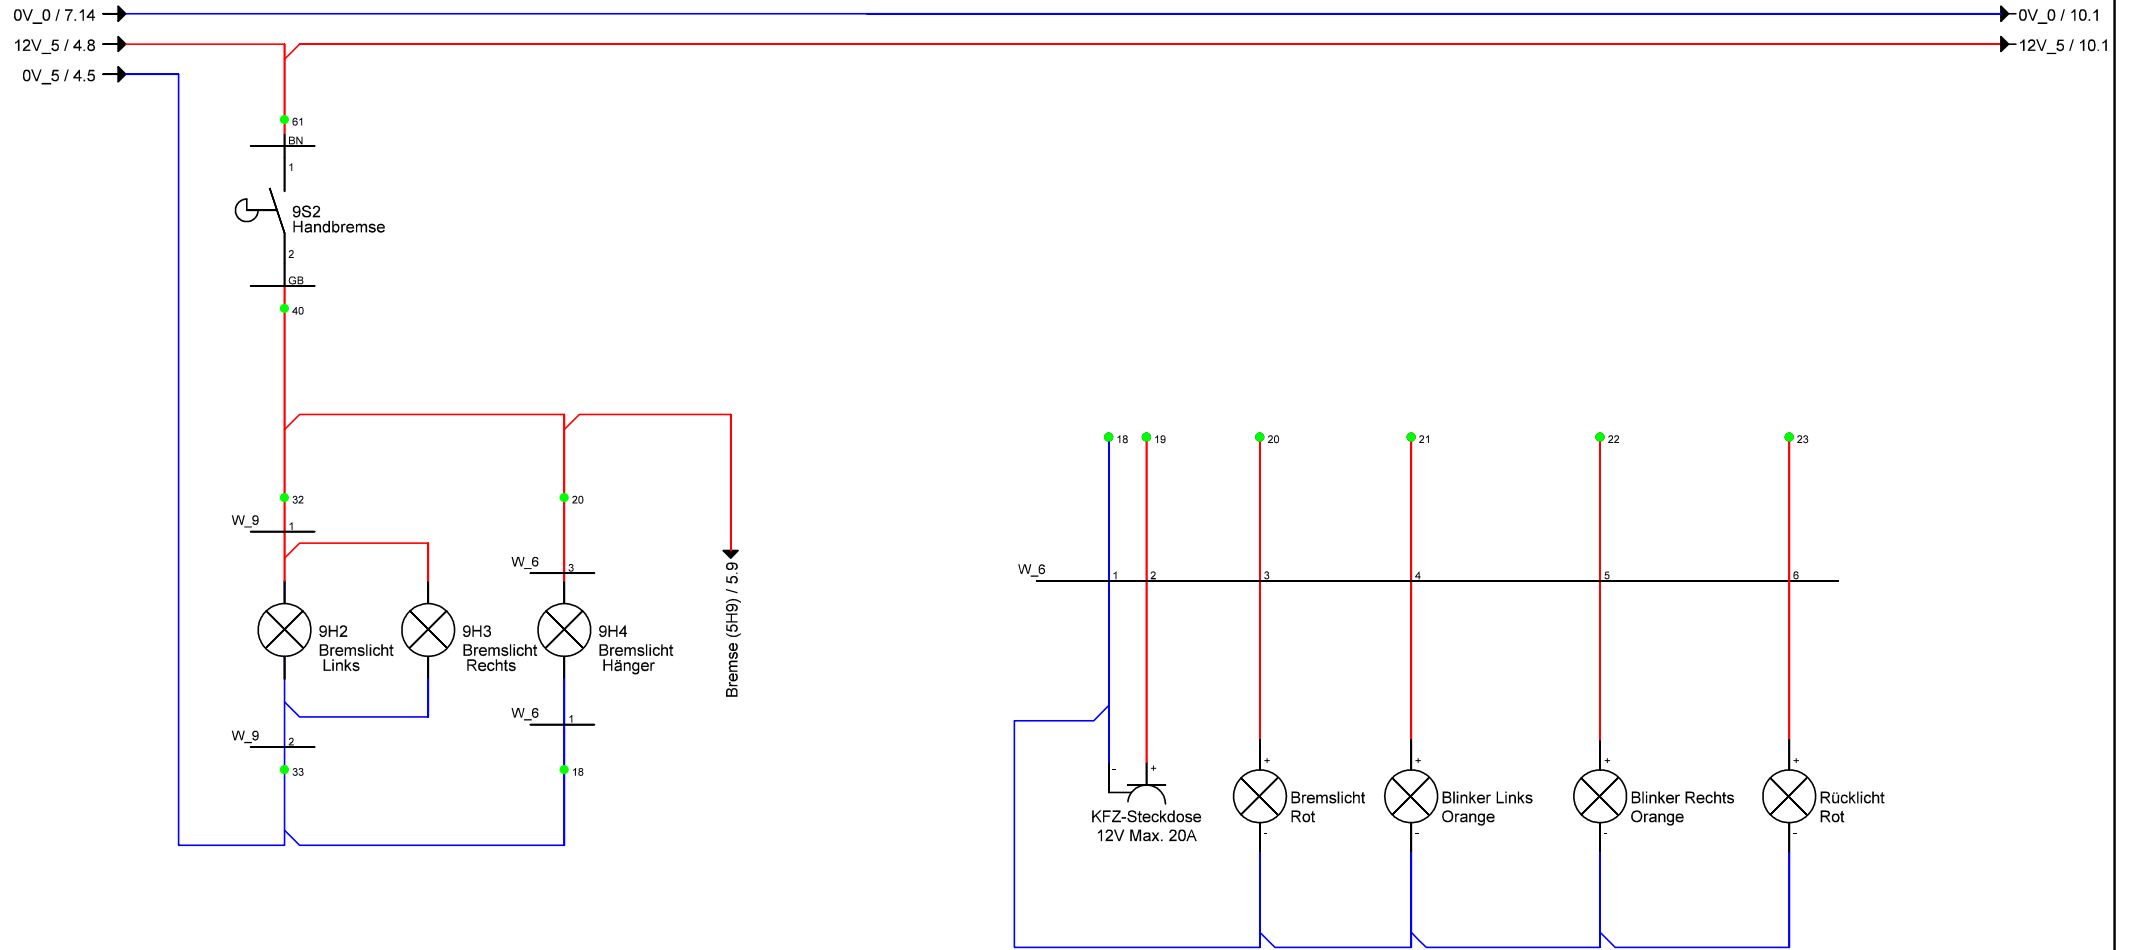 0V_0 / 7.14
0V_0 / 10.1
12V_5 / 4.8
12V_5 / 10.1
0V_5 / 4.5
61
BN
1
9S2
Handbremse
2
GB
40
32
W_9
1
20
W_6
3
9H2
Bremslicht
Links
9H3
Bremslicht
Rechts
9H4
Bremslicht
Hänger
W_9
2
33
W_6
1
18
Bremse (5H9) / 5.9
18
19
20
21
22
23
W_6
1
2
3
4
5
6
-
+
KFZ-Steckdose
12V Max. 20A
+
Bremslicht
Rot
-
+
Blinker Links
Orange
-
+
Blinker Rechts
Orange
-
+
Rücklicht
Rot
-